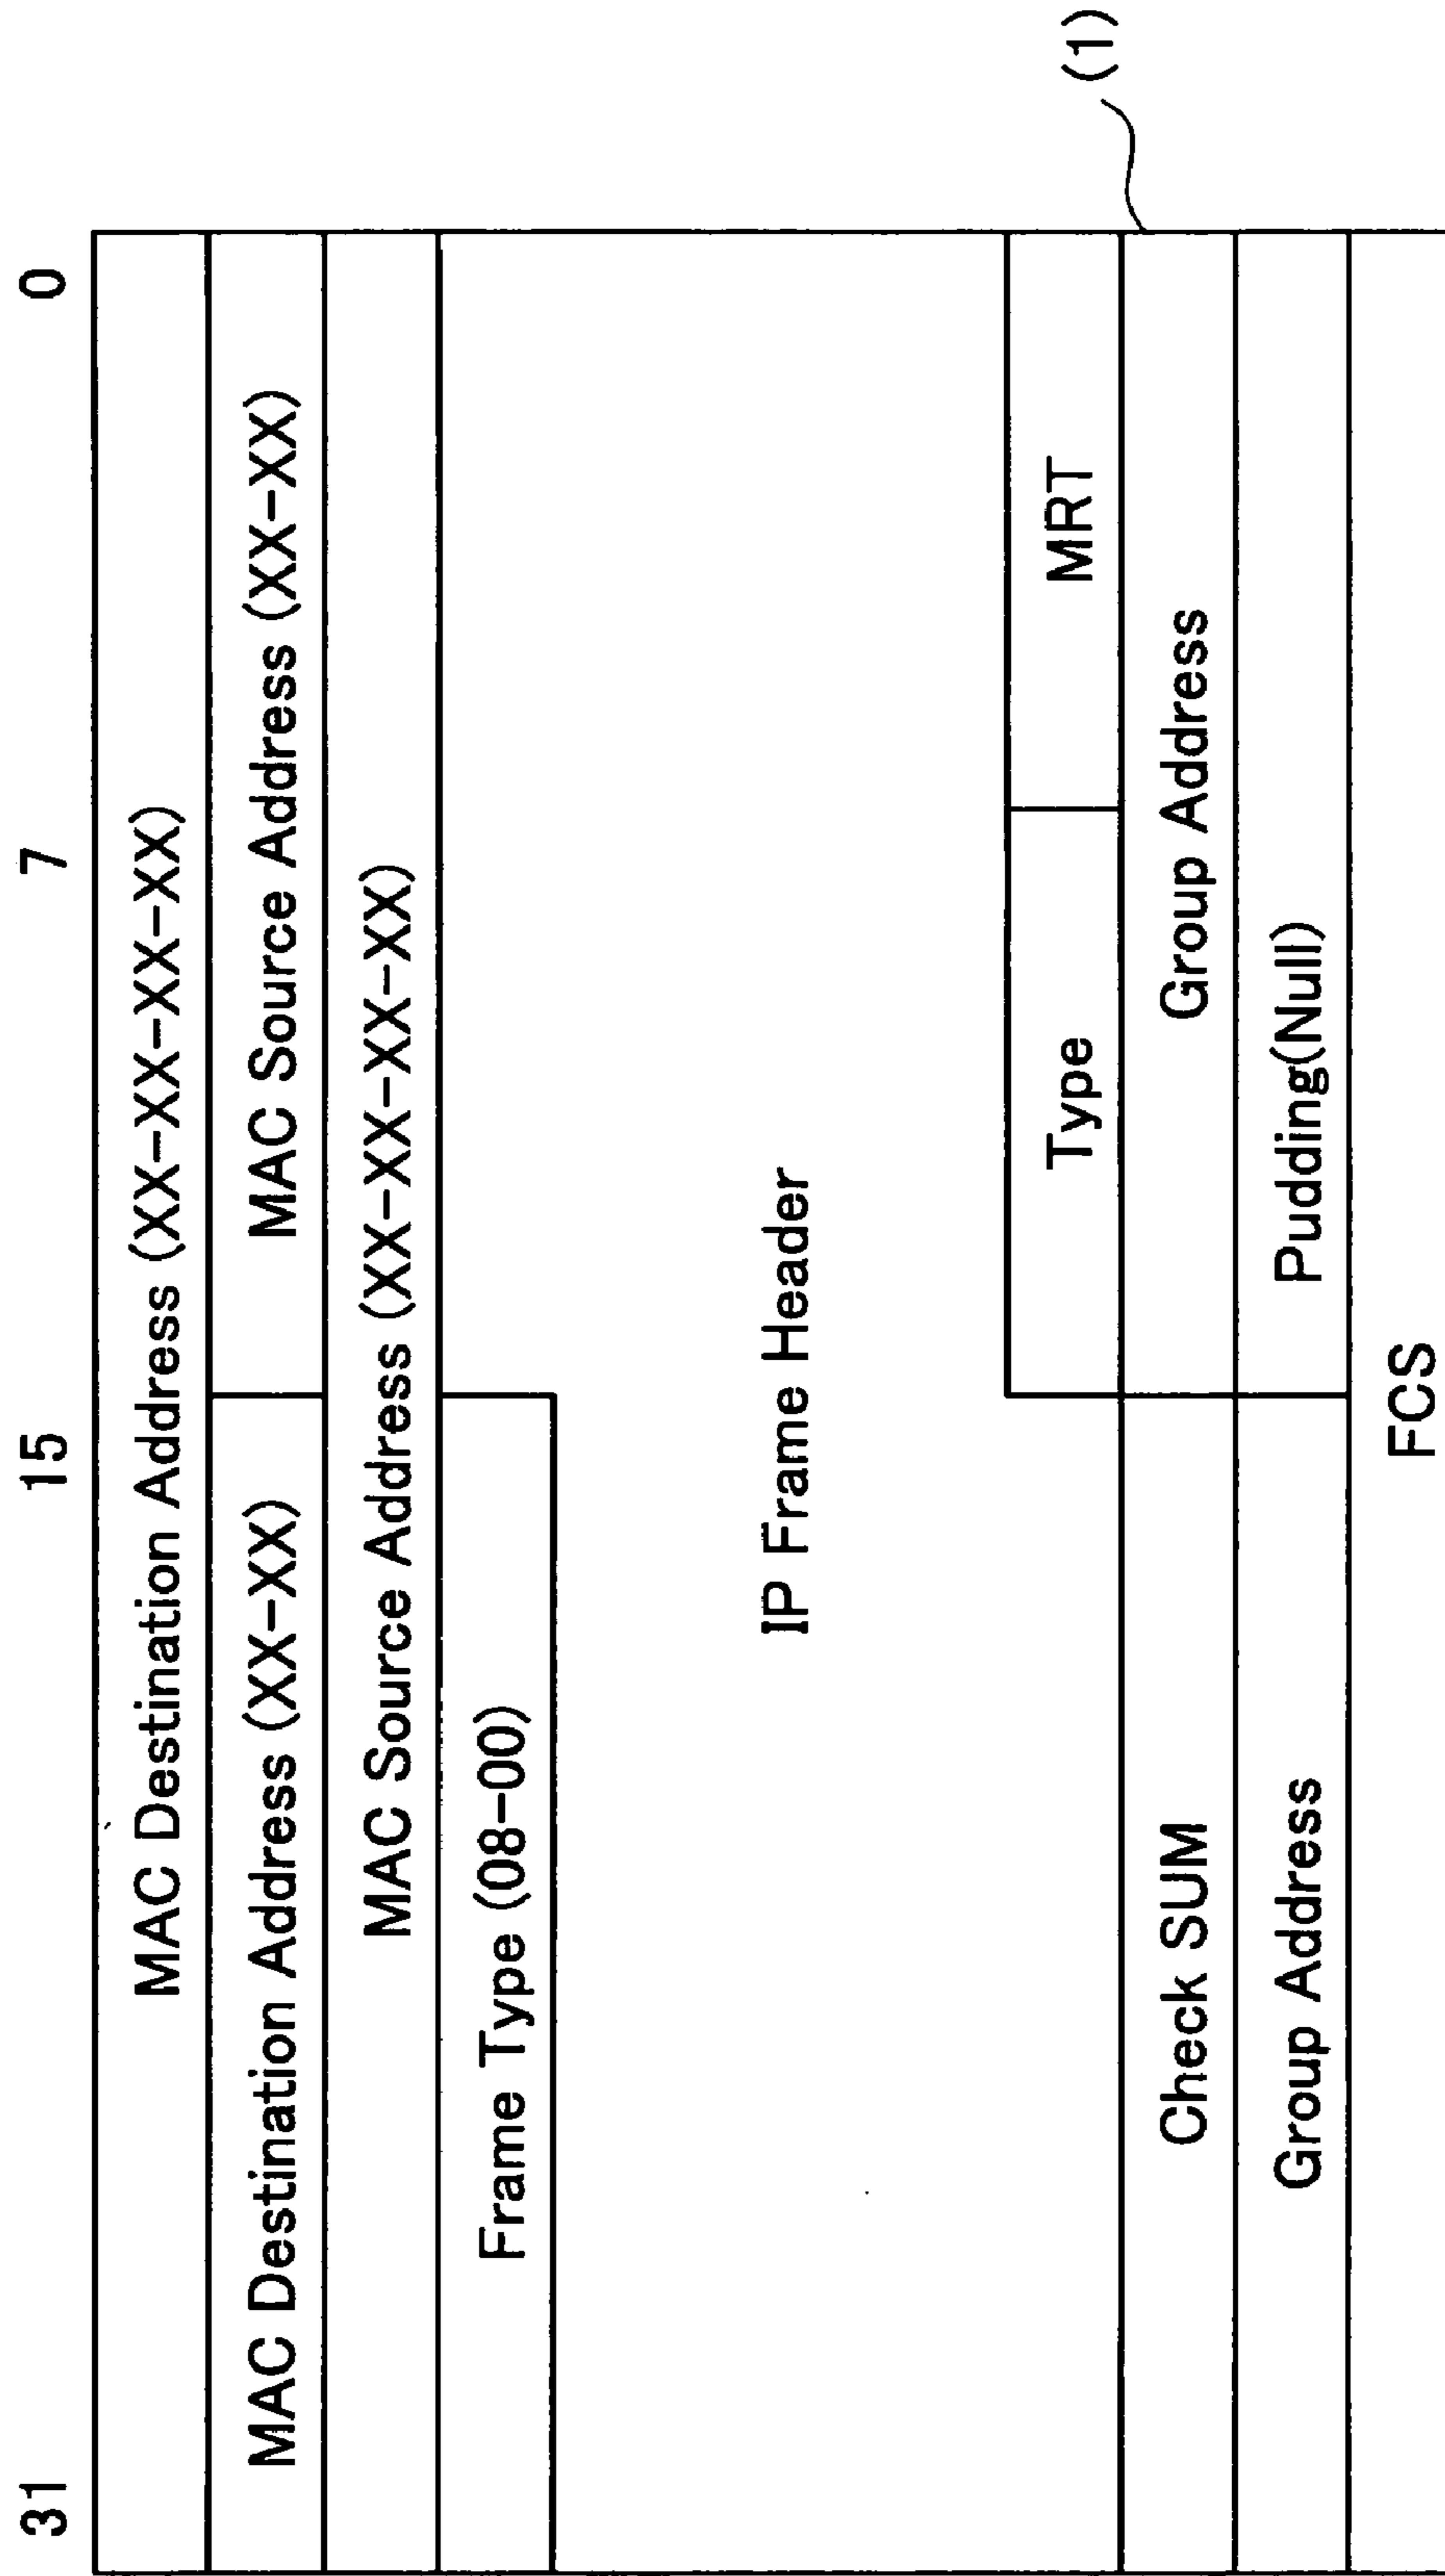 31 15 7 0
MAC Destination Address (XX-XX-XX-XX-XX)
MAC Destination Address (XX-XX) MAC Source Address (XX-XX)
MAC Source Address (XX-XX-XX-XX-XX)
Frame Type (08-00)
IP Frame Header
Type MRT
(1)
Check SUM Group Address
Group Address Pudding(Null)
FCS